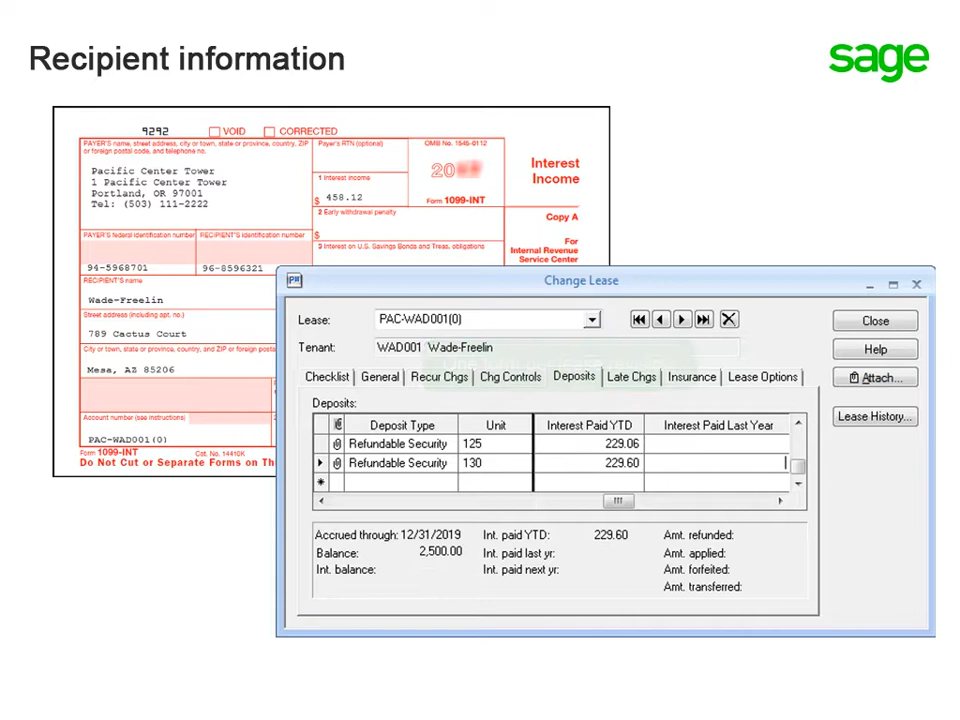 Recipient information
sage
9292
VOID
CORRECTED
PAYER'S name, street address, city or town, state or province, country, ZIP
or foreign postal code, and telephone no.
Pacific Center Tower
1 Pacific Center Tower
Portland, OR 97001
Tel: (503) 111-2222
Payer's RTN (optional)
OMB No. 1545-0112
20
Form 1099-INT
Interest
Income
1 Interest income
$ 458.12
2 Early withdrawal penalty
$
Copy A
For
Internal Revenue
Service Center
3 Interest on U.S. Savings Bonds and Treas. obligations
PAYER'S federal identification number
RECIPIENT'S identification number
94-5968701
96-8596321
RECIPIENT'S name
Wade-Freelin
Street address (including apt. no.)
789 Cactus Court
City or town, state or province, country, and ZIP or foreign posta
Mesa, AZ 85206
Account number (see instructions)
PAC-WAD001(0)
Form 1099-INT
Cat. No. 14410K
Do Not Cut or Separate Forms on Th
Change Lease
Lease:
PAC-WAD001(0)
Tenant:
WAD001 Wade-Freelin
Close
Help
Attach...
Lease History...
Checklist General Recur Chgs Chg Controls Deposits Late Chgs Insurance Lease Options
Deposits:
Deposit Type Unit Interest Paid YTD Interest Paid Last Year
Refundable Security 125 229.06
Refundable Security 130 229.60
Accrued through: 12/31/2019 Int. paid YTD: 229.60 Amt. refunded:
Balance: 2,500.00 Int. paid last yr: Amt. applied:
Int. balance: Int. paid next yr: Amt. forfeited:
Amt. transferred: